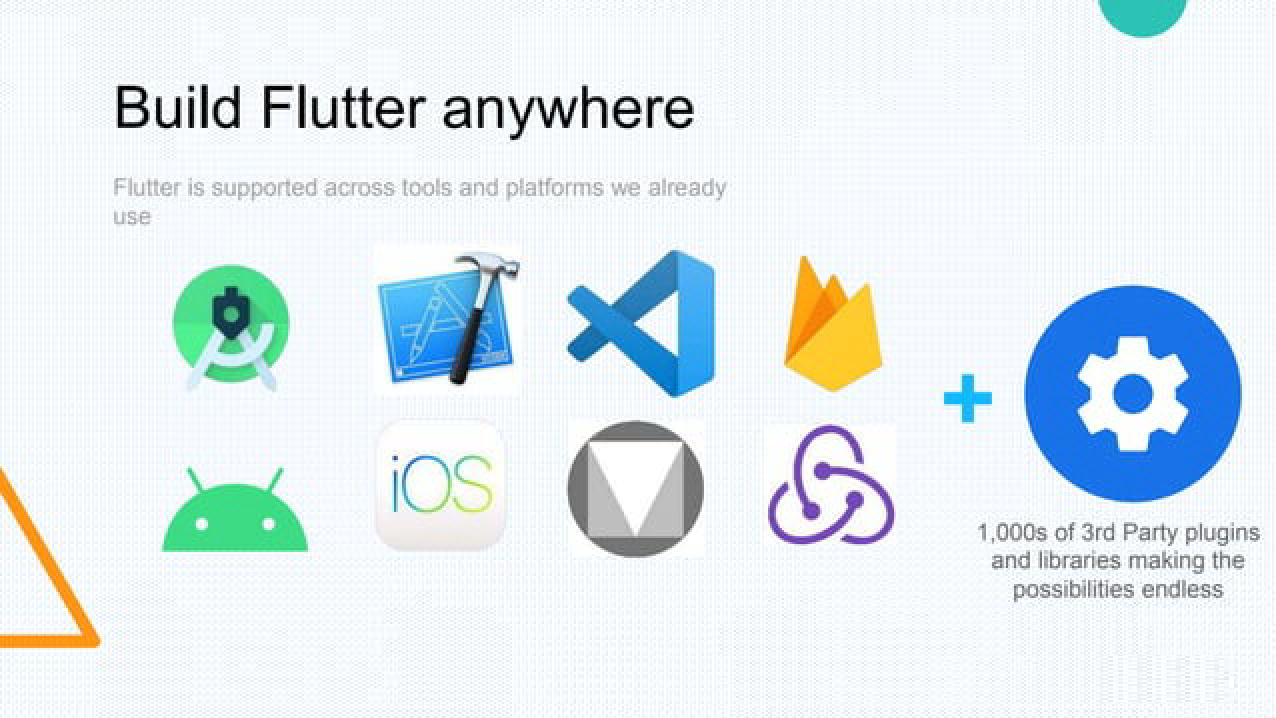 Build Flutter anywhere
Flutter is supported across tools and platforms we already
use
iOS
1,000s of 3rd Party plugins
and libraries making the
possibilities endless